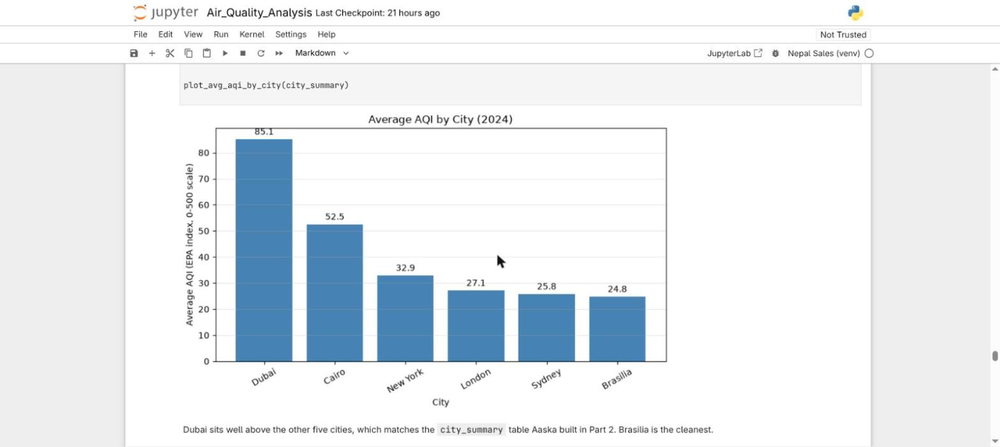 jupyter Air_Quality_Analysis Last Checkpoint: 21 hours ago
File Edit View Run Kernel Settings Help Not Trusted
Markdown JupyterLab Nepal Sales (venv)
plot_avg_aqi_by_city(city_summary)
Average AQI by City (2024)
Average AQI (EPA index, 0-500 scale)
80
70
60
50
40
30
20
10
0
85.1
52.5
32.9
27.1
25.8
24.8
Dubai Cairo New York London Sydney Brasilia
City
Dubai sits well above the other five cities, which matches the city_summary table Aaska built in Part 2. Brasilia is the cleanest.